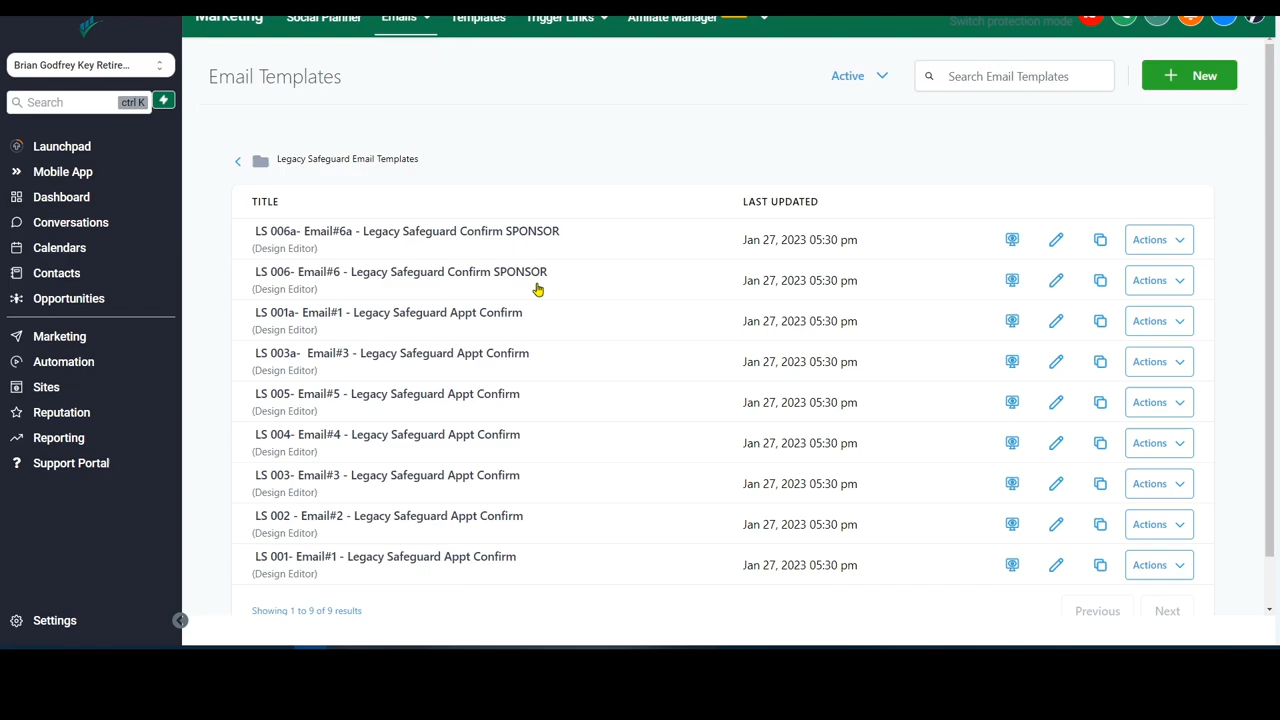 Marketing Social Planner Emails Templates Trigger Links Affiliate Manager
Switch protection mode
Brian Godfrey Key Retire...
Search ctrl K
Launchpad
Mobile App
Dashboard
Conversations
Calendars
Contacts
Opportunities
Marketing
Automation
Sites
Reputation
Reporting
Support Portal
Settings
Email Templates
Active
Search Email Templates
New
Legacy Safeguard Email Templates
TITLE LAST UPDATED
LS 006a- Email#6a - Legacy Safeguard Confirm SPONSOR
(Design Editor)
Jan 27, 2023 05:30 pm Actions
LS 006- Email#6 - Legacy Safeguard Confirm SPONSOR
(Design Editor)
Jan 27, 2023 05:30 pm Actions
LS 001a- Email#1 - Legacy Safeguard Appt Confirm
(Design Editor)
Jan 27, 2023 05:30 pm Actions
LS 003a- Email#3 - Legacy Safeguard Appt Confirm
(Design Editor)
Jan 27, 2023 05:30 pm Actions
LS 005- Email#5 - Legacy Safeguard Appt Confirm
(Design Editor)
Jan 27, 2023 05:30 pm Actions
LS 004- Email#4 - Legacy Safeguard Appt Confirm
(Design Editor)
Jan 27, 2023 05:30 pm Actions
LS 003- Email#3 - Legacy Safeguard Appt Confirm
(Design Editor)
Jan 27, 2023 05:30 pm Actions
LS 002 - Email#2 - Legacy Safeguard Appt Confirm
(Design Editor)
Jan 27, 2023 05:30 pm Actions
LS 001- Email#1 - Legacy Safeguard Appt Confirm
(Design Editor)
Jan 27, 2023 05:30 pm Actions
Showing 1 to 9 of 9 results
Previous Next